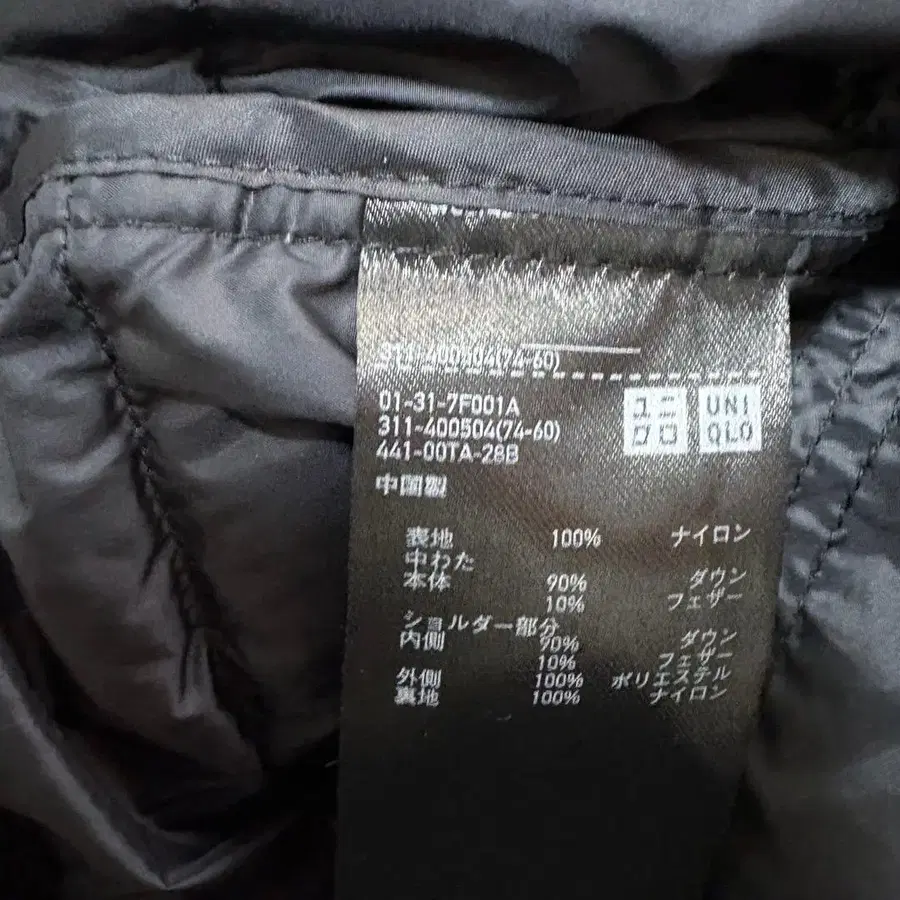 311-400504(74-60)
01-31-7F001A
311-400504(74-60)
441-00TA-28B
ユニ
クロ
UNI
QLO
中国製
表地 100% ナイロン
中わた
本体 90% ダウン
10% フェザー
ショルダー部分
内側 90% ダウン
10% フェザー
外側 100% ポリエステル
裏地 100% ナイロン